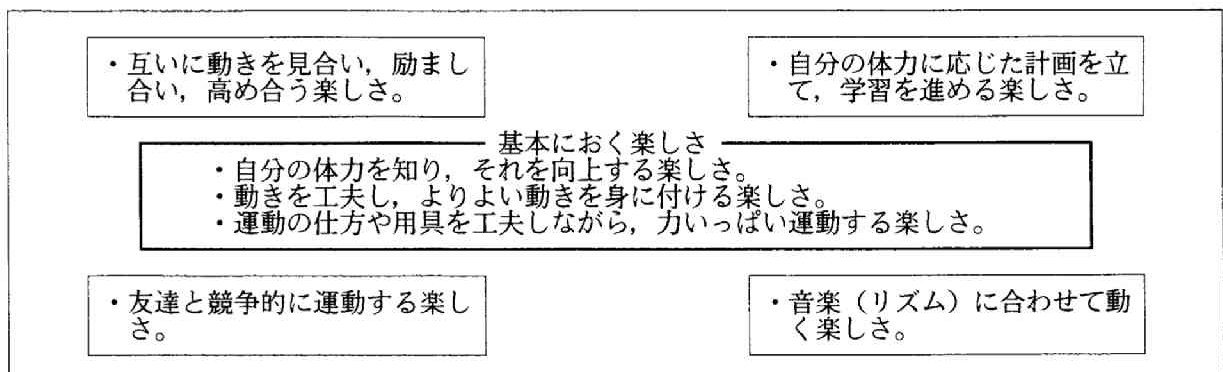 ・互いに動きを見合い，励まし
合い，高め合う楽しさ。
・自分の体力に応じた計画を立
て，学習を進める楽しさ。
基本におく楽しさ
・自分の体力を知り，それを向上する楽しさ。
・動きを工夫し，よりよい動きを身に付ける楽しさ。
・運動の仕方や用具を工夫しながら，力いっぱい運動する楽しさ。
・友達と競争的に運動する楽し
さ。
・音楽（リズム）に合わせて動
く楽しさ。